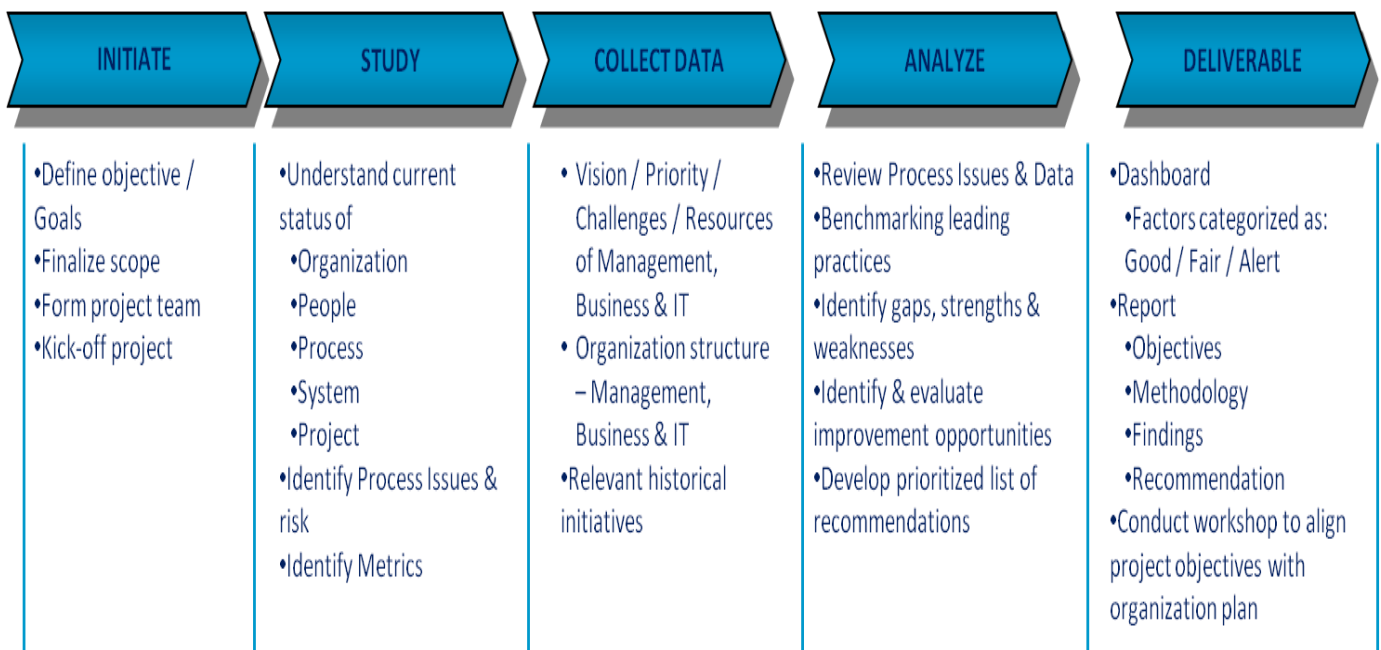 INITIATE
STUDY
COLLECT DATA
ANALYZE
DELIVERABLE
•Define objective /
Goals
•Finalize scope
•Form project team
•Kick-off project
•Understand current
status of
•Organization
•People
•Process
•System
•Project
•Identify Process Issues &
risk
•Identify Metrics
• Vision / Priority /
Challenges / Resources
of Management,
Business & IT
• Organization structure
– Management,
Business & IT
•Relevant historical
initiatives
•Review Process Issues & Data
•Benchmarking leading
practices
•Identify gaps, strengths &
weaknesses
•Identify & evaluate
improvement opportunities
•Develop prioritized list of
recommendations
•Dashboard
•Factors categorized as:
Good / Fair / Alert
•Report
•Objectives
•Methodology
•Findings
•Recommendation
•Conduct workshop to align
project objectives with
organization plan